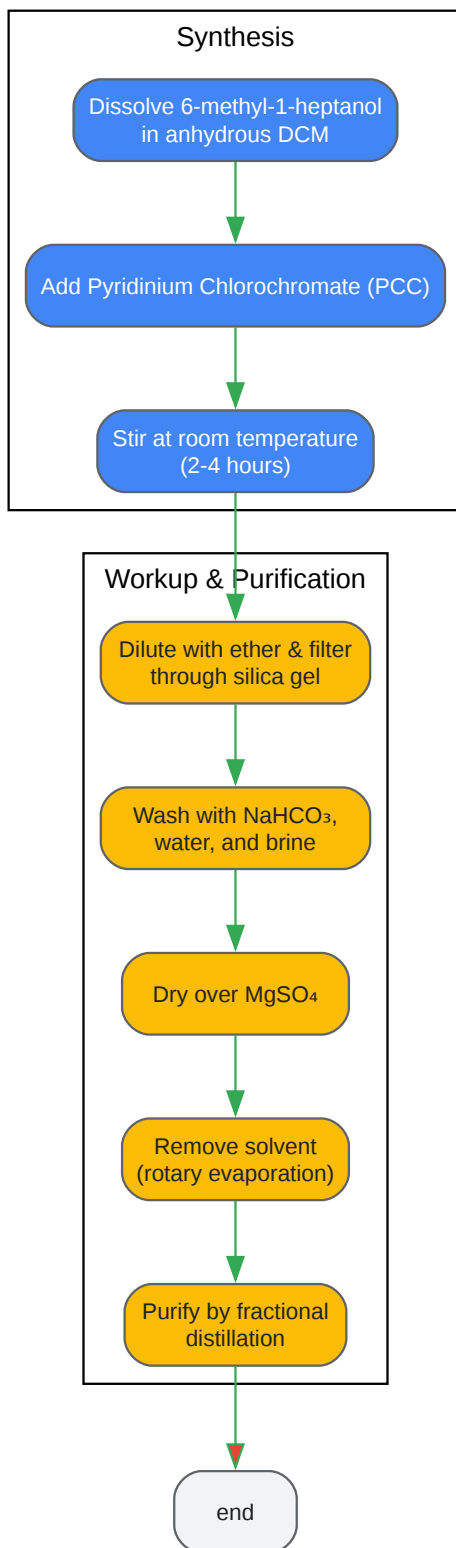 Synthesis
Dissolve 6-methyl-1-heptanol
in anhydrous DCM
Add Pyridinium Chlorochromate (PCC)
Stir at room temperature
(2-4 hours)
Workup & Purification
Dilute with ether & filter
through silica gel
Wash with NaHCO₃,
water, and brine
Dry over MgSO₄
Remove solvent
(rotary evaporation)
Purify by fractional
distillation
end